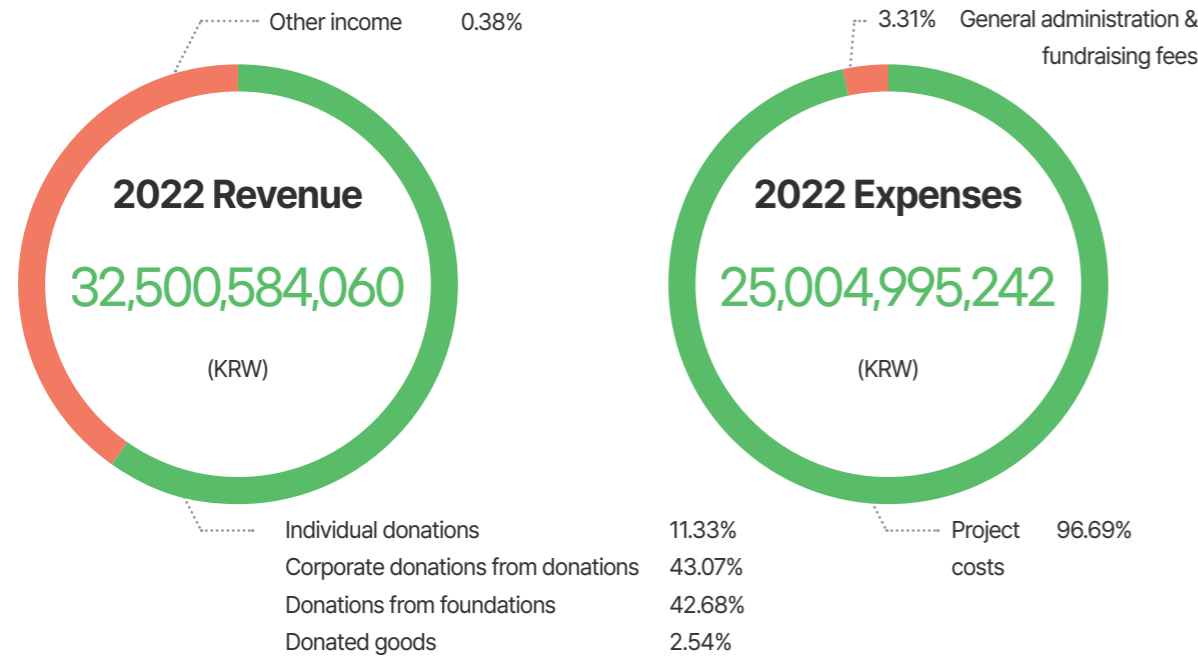 Other income 0.38%
2022 Revenue
32,500,584,060
(KRW)
Individual donations 11.33%
Corporate donations from donations 43.07%
Donations from foundations 42.68%
Donated goods 2.54%
3.31% General administration &
fundraising fees
2022 Expenses
25,004,995,242
(KRW)
Project 96.69%
costs